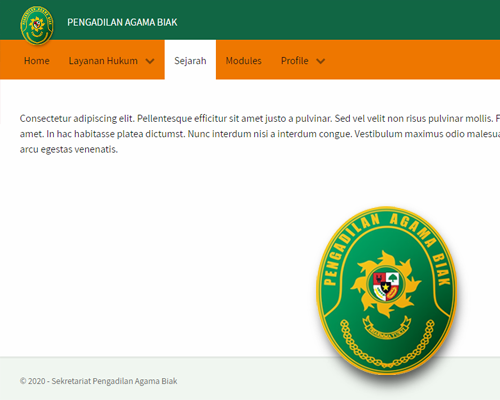 PENGADILAN AGAMA BIAK
Home Layanan Hukum Sejarah Modules Profile
Consectetur adipiscing elit. Pellentesque efficitur sit amet justo a pulvinar. Sed vel velit non risus pulvinar mollis. F
amet. In hac habitasse platea dictumst. Nunc interdum nisi a interdum congue. Vestibulum maximus odio malesua
arcu egestas venenatis.
PENGADILAN AGAMA BIAK
© 2020 - Sekretariat Pengadilan Agama Biak